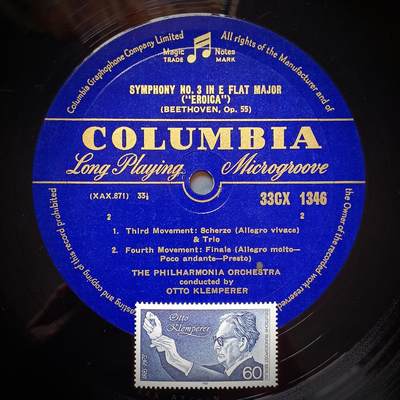 Columbia Graphophone Company Limited
All rights of the Manufacturer and of
Magic Notes
TRADE MARK
SYMPHONY NO. 3 IN E FLAT MAJOR
("EROICA")
(BEETHOVEN, Op. 55)
COLUMBIA
Long Playing Microgroove
(XAX.871) 33⅓
33CX 1346
2 2
1. Third Movement: Scherzo (Allegro vivace)
& Trio
2. Fourth Movement: Finale (Allegro molto—
Poco andante—Presto)
THE PHILHARMONIA ORCHESTRA
conducted by
OTTO KLEMPERER
the Owner of the recorded work reserved
casting and copying of this record prohibited
Otto
Klemperer
1885-1973
60